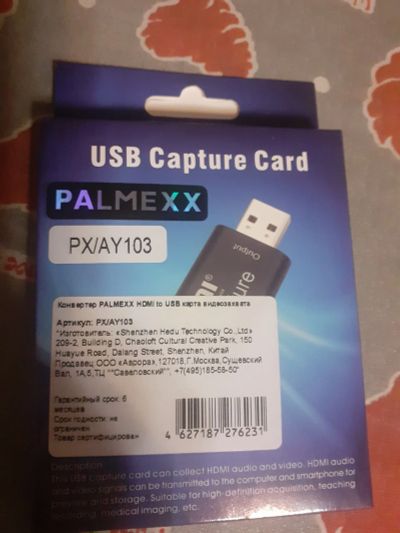 USB Capture Card
PALMEXX
PX/AY103
Output
Конвертер PALMEXX HDMI to USB карта видеозахвата
Артикул: PX/AY103
"Изготовитель: «Shenzhen Hedu Technology Co.,Ltd»
209-2, Building D, Chaoloft Cultural Creative Park, 150
Huayue Road, Dalang Street, Shenzhen, Китай
Продавец ООО «Аврора»,127018,Г.Москва,Сущевский
Вал, 1А,5,ТЦ ""Савеловский"", +7(495)185-58-50"
Гарантийный срок: 6
месяцев
Срок годности: не
ограничен
Товар сертифицирован
4 627187 276231
Description
This USB capture card can collect HDMI audio and video. HDMI audio
and video signals can be transmitted to the computer and smartphone for
preview and storage. Suitable for high-definition acquisition, teaching
recording, medical imaging, etc.